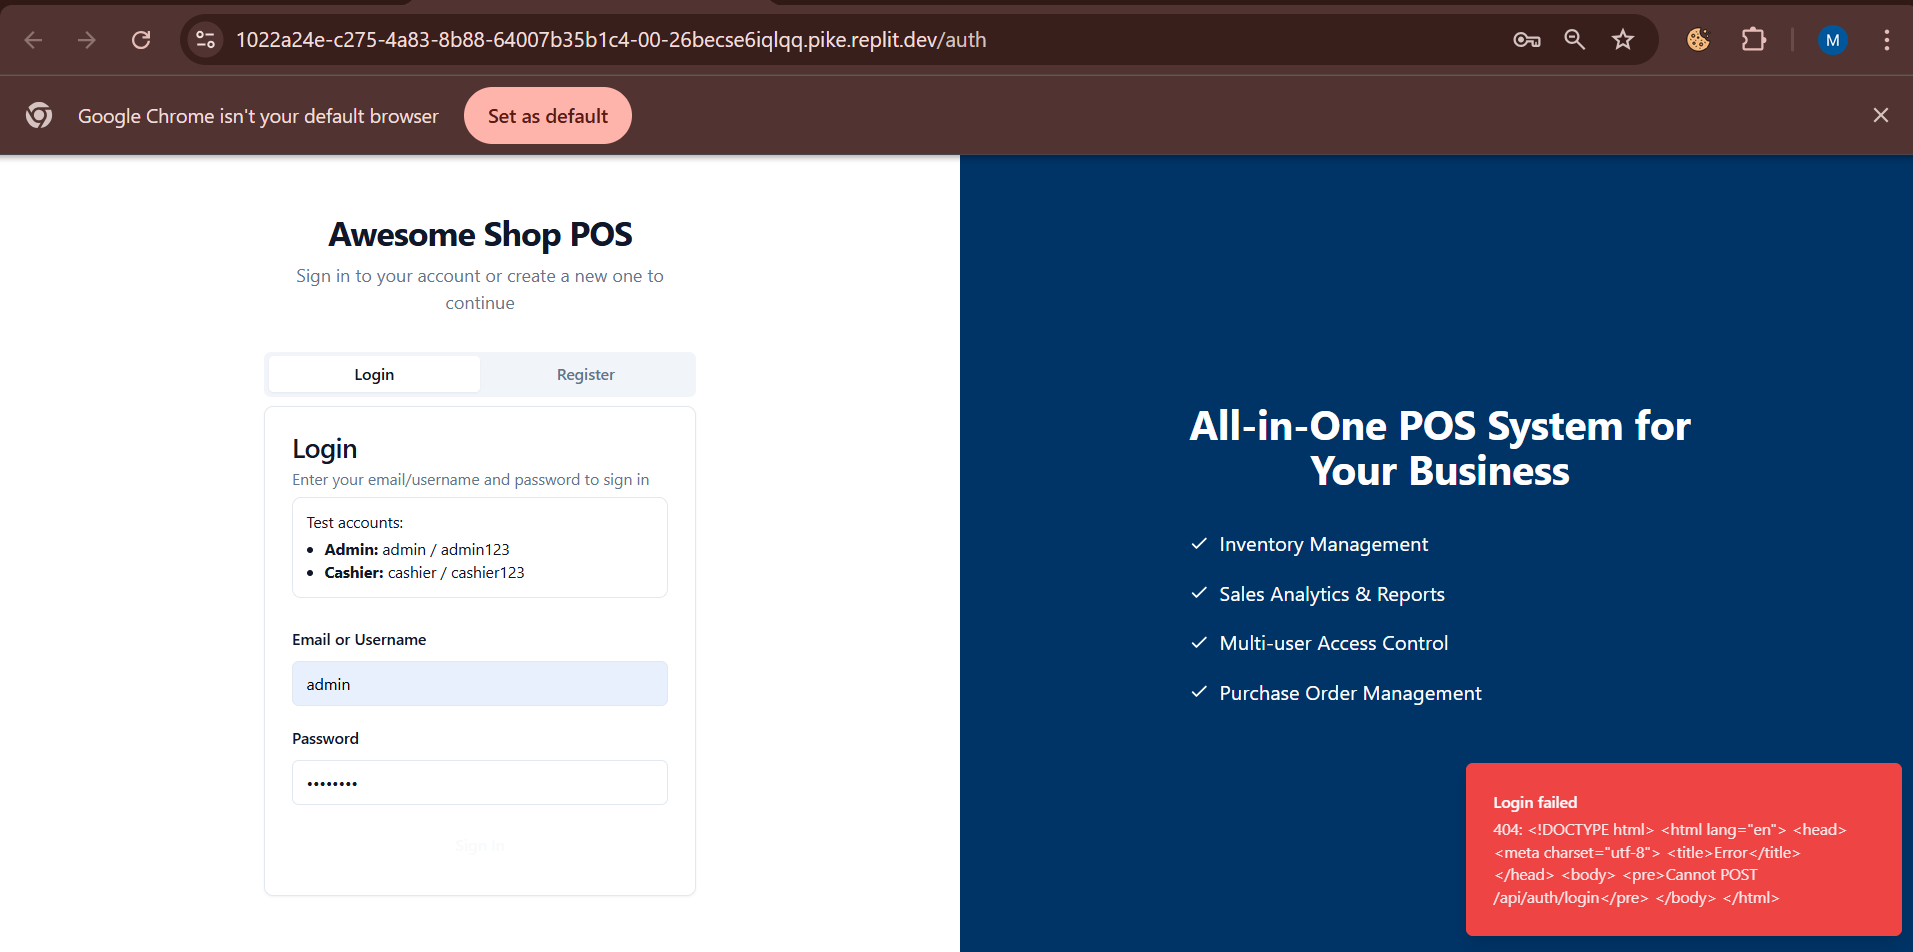 1022a24e-c275-4a83-8b88-64007b35b1c4-00-26becse6iqlqq.pike.replit.dev/auth
M
Google Chrome isn't your default browser
Set as default
Awesome Shop POS
Sign in to your account or create a new one to
continue
Login
Register
Login
Enter your email/username and password to sign in
Test accounts:
• Admin: admin / admin123
• Cashier: cashier / cashier123
Email or Username
admin
Password
••••••••
Sign in
All-in-One POS System for
Your Business
Inventory Management
Sales Analytics & Reports
Multi-user Access Control
Purchase Order Management
Login failed
404: <!DOCTYPE html> <html lang="en"> <head>
<meta charset="utf-8"> <title>Error</title>
</head> <body> <pre>Cannot POST
/api/auth/login</pre> </body> </html>